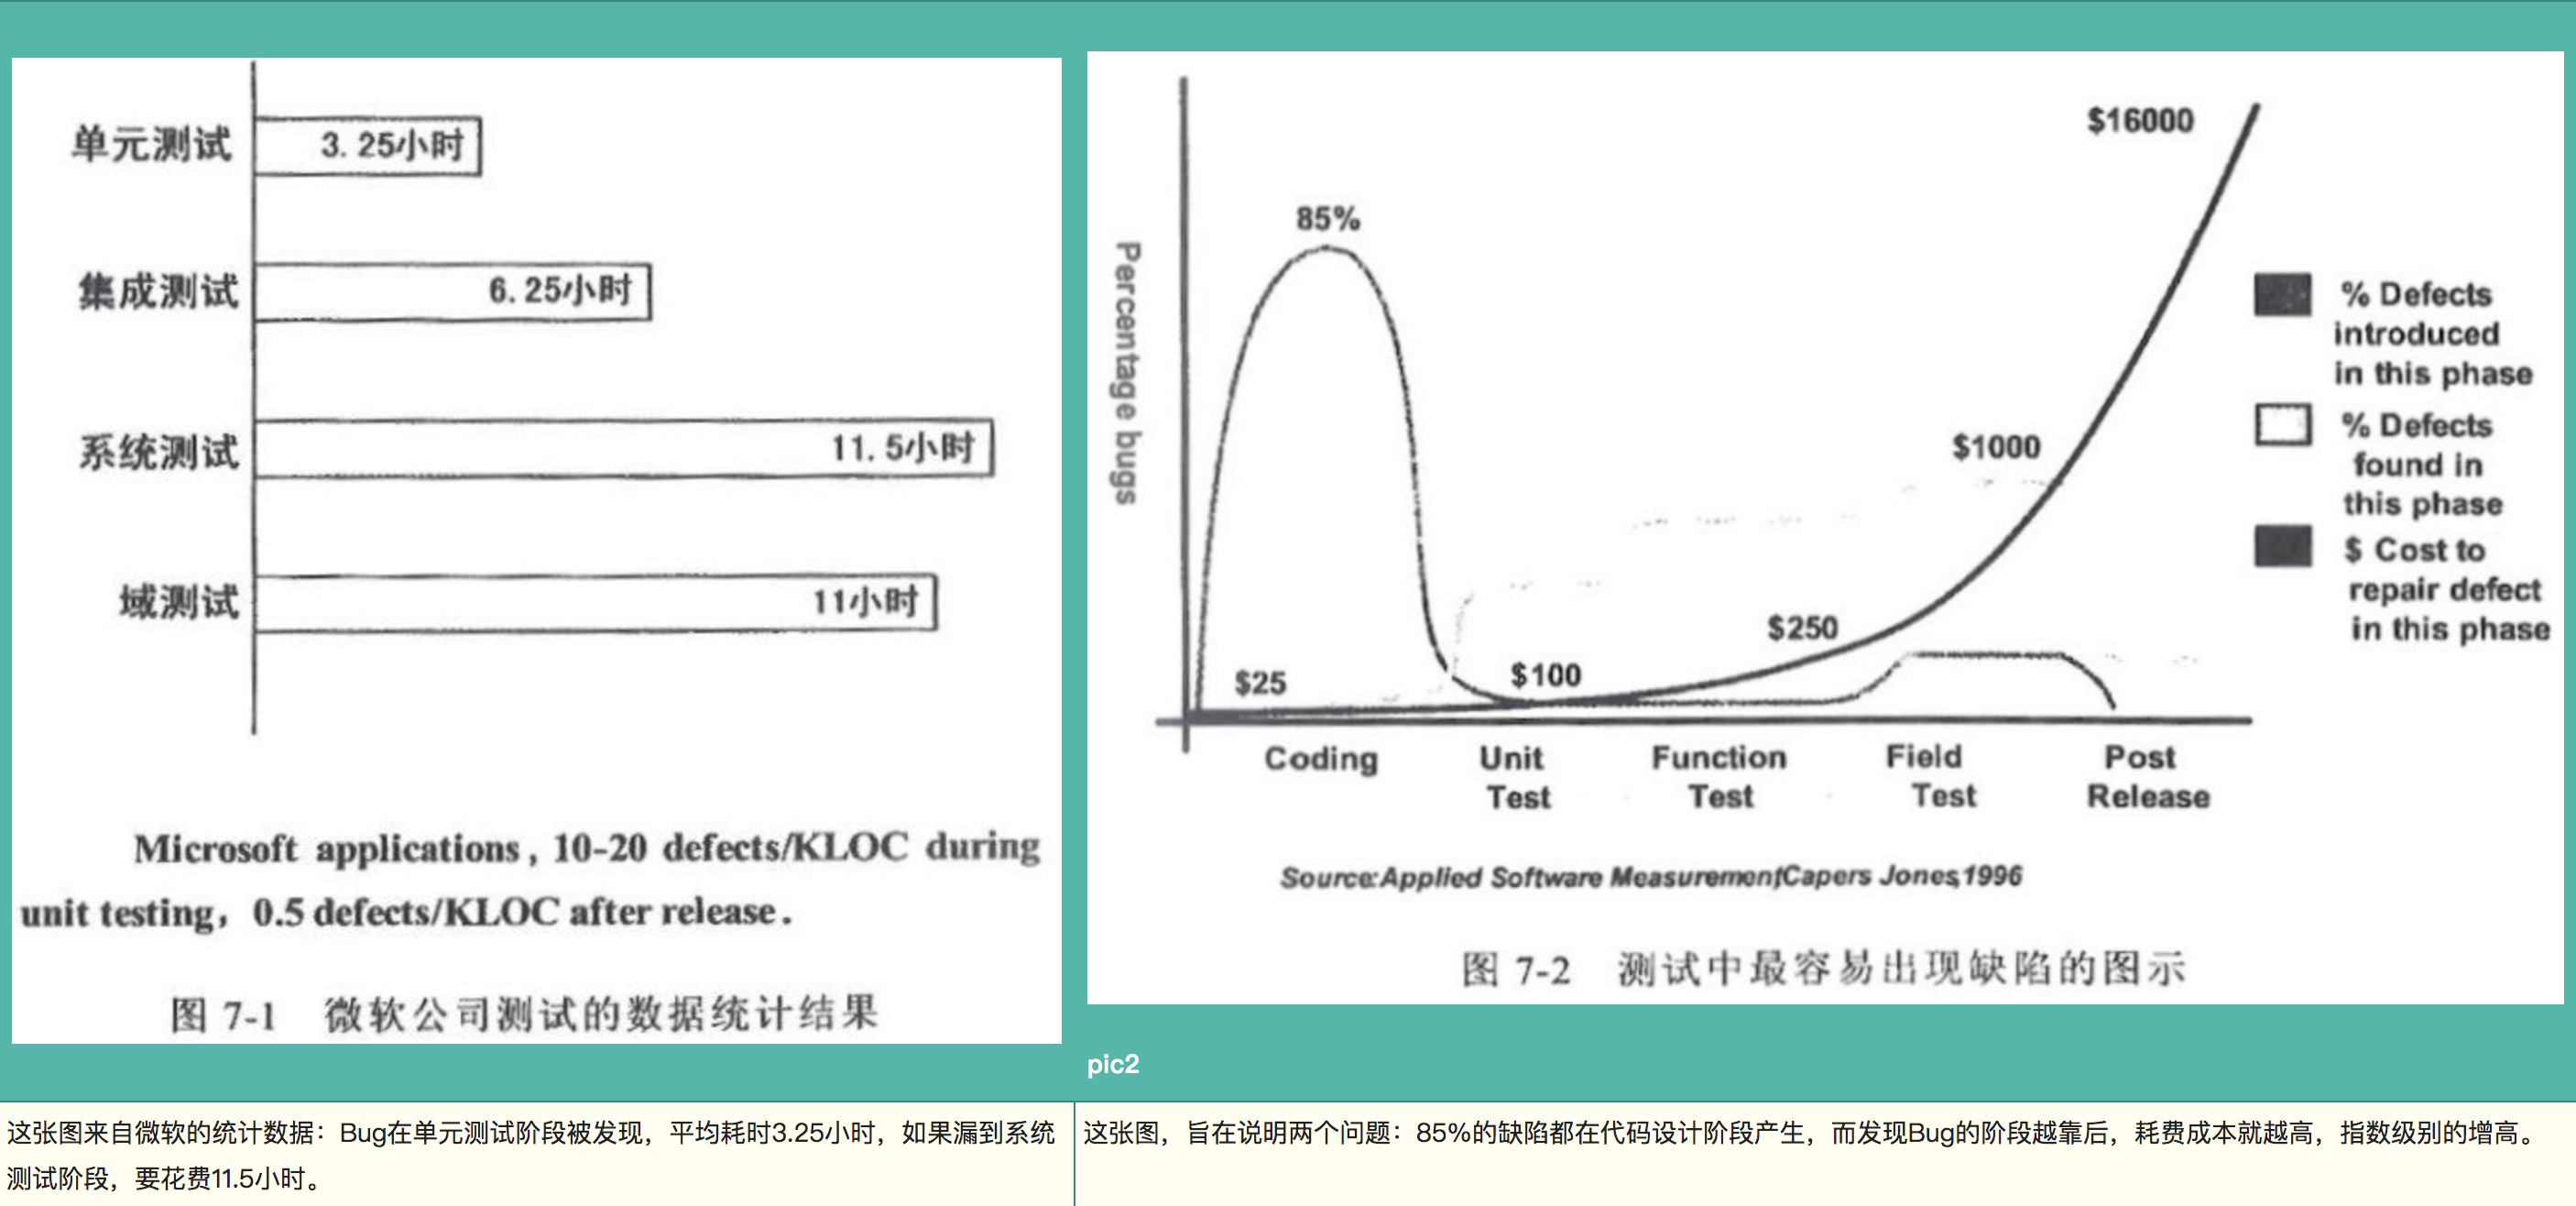 单元测试
3. 25小时
集成测试
6. 25小时
系统测试
11. 5小时
域测试
11小时
Microsoft applications, 10-20 defects/KLOC during
unit testing, 0.5 defects/KLOC after release.
图 7-1 微软公司测试的数据统计结果
Percentage bugs
85%
$25
$100
$250
$1000
$16000
% Defects
introduced
in this phase
% Defects
found in
this phase
$ Cost to
repair defect
in this phase
Coding
Unit
Test
Function
Test
Field
Test
Post
Release
Source:Applied Software Measurement,Capers Jones,1996
图 7-2 测试中最容易出现缺陷的图示
pic2
这张图来自微软的统计数据：Bug在单元测试阶段被发现，平均耗时3.25小时，如果漏到系统
测试阶段，要花费11.5小时。
这张图，旨在说明两个问题：85%的缺陷都在代码设计阶段产生，而发现Bug的阶段越靠后，耗费成本就越高，指数级别的增高。